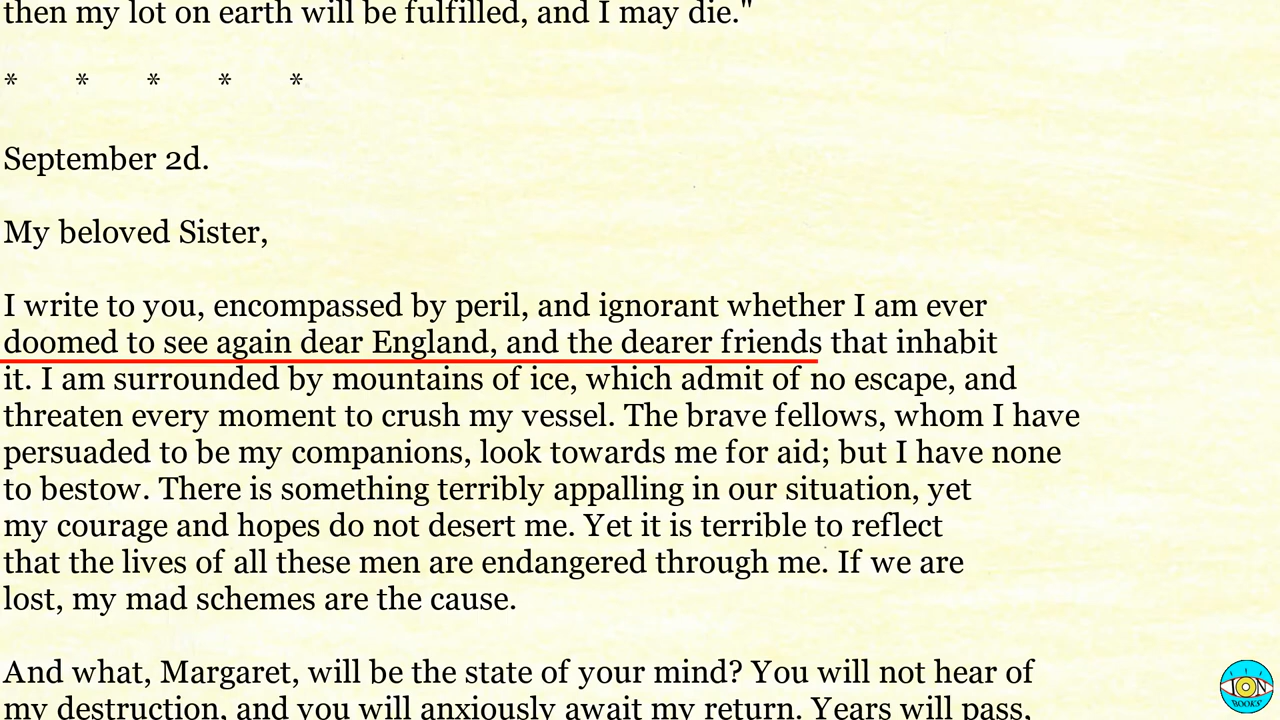 then my lot on earth will be fulfilled, and I may die."
* * * * *
September 2d.
My beloved Sister,
I write to you, encompassed by peril, and ignorant whether I am ever
doomed to see again dear England, and the dearer friends that inhabit
it. I am surrounded by mountains of ice, which admit of no escape, and
threaten every moment to crush my vessel. The brave fellows, whom I have
persuaded to be my companions, look towards me for aid; but I have none
to bestow. There is something terribly appalling in our situation, yet
my courage and hopes do not desert me. Yet it is terrible to reflect
that the lives of all these men are endangered through me. If we are
lost, my mad schemes are the cause.
And what, Margaret, will be the state of your mind? You will not hear of
my destruction, and you will anxiously await my return. Years will pass,
ION
BOOKS